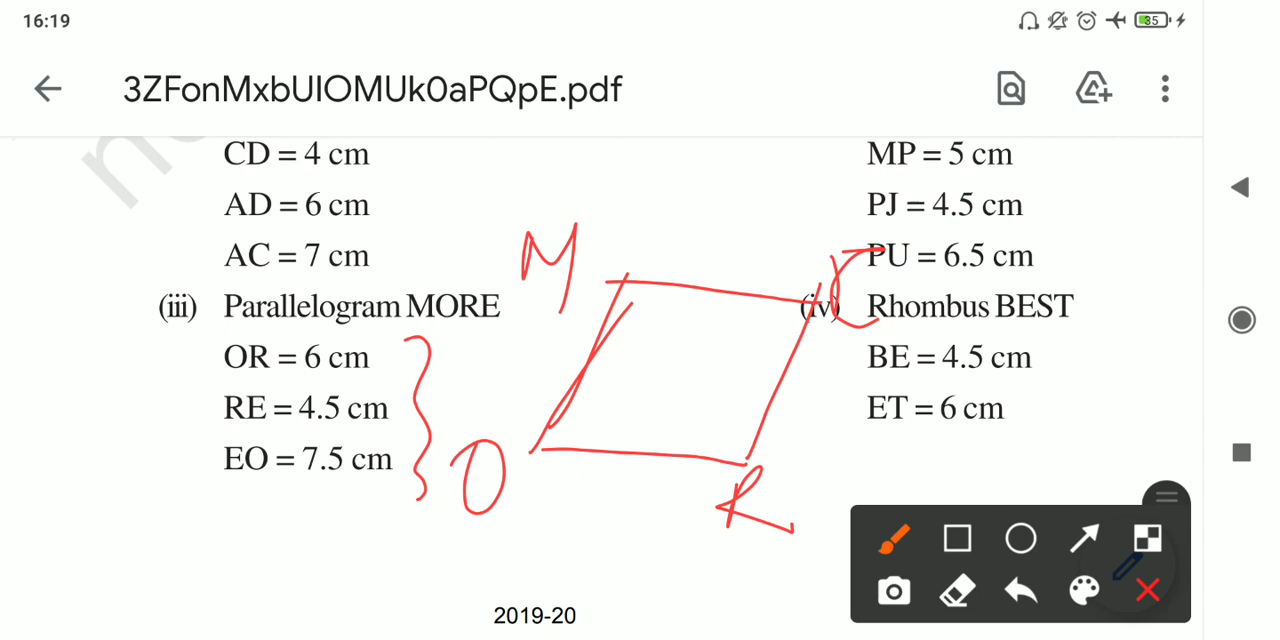 16:19
35
3ZFonMxbUIOMUk0aPQpE.pdf
CD = 4 cm
AD = 6 cm
AC = 7 cm
(iii) Parallelogram MORE
OR = 6 cm
RE = 4.5 cm
EO = 7.5 cm
MP = 5 cm
PJ = 4.5 cm
PU = 6.5 cm
(iv) Rhombus BEST
BE = 4.5 cm
ET = 6 cm
M
O
R
2019-20